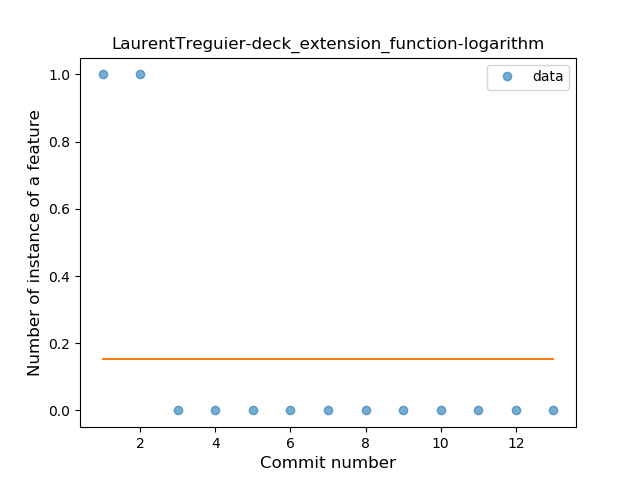 LaurentTreguier-deck_extension_function-logarithm
data
Number of instance of a feature
1.0
0.8
0.6
0.4
0.2
0.0
2 4 6 8 10 12
Commit number